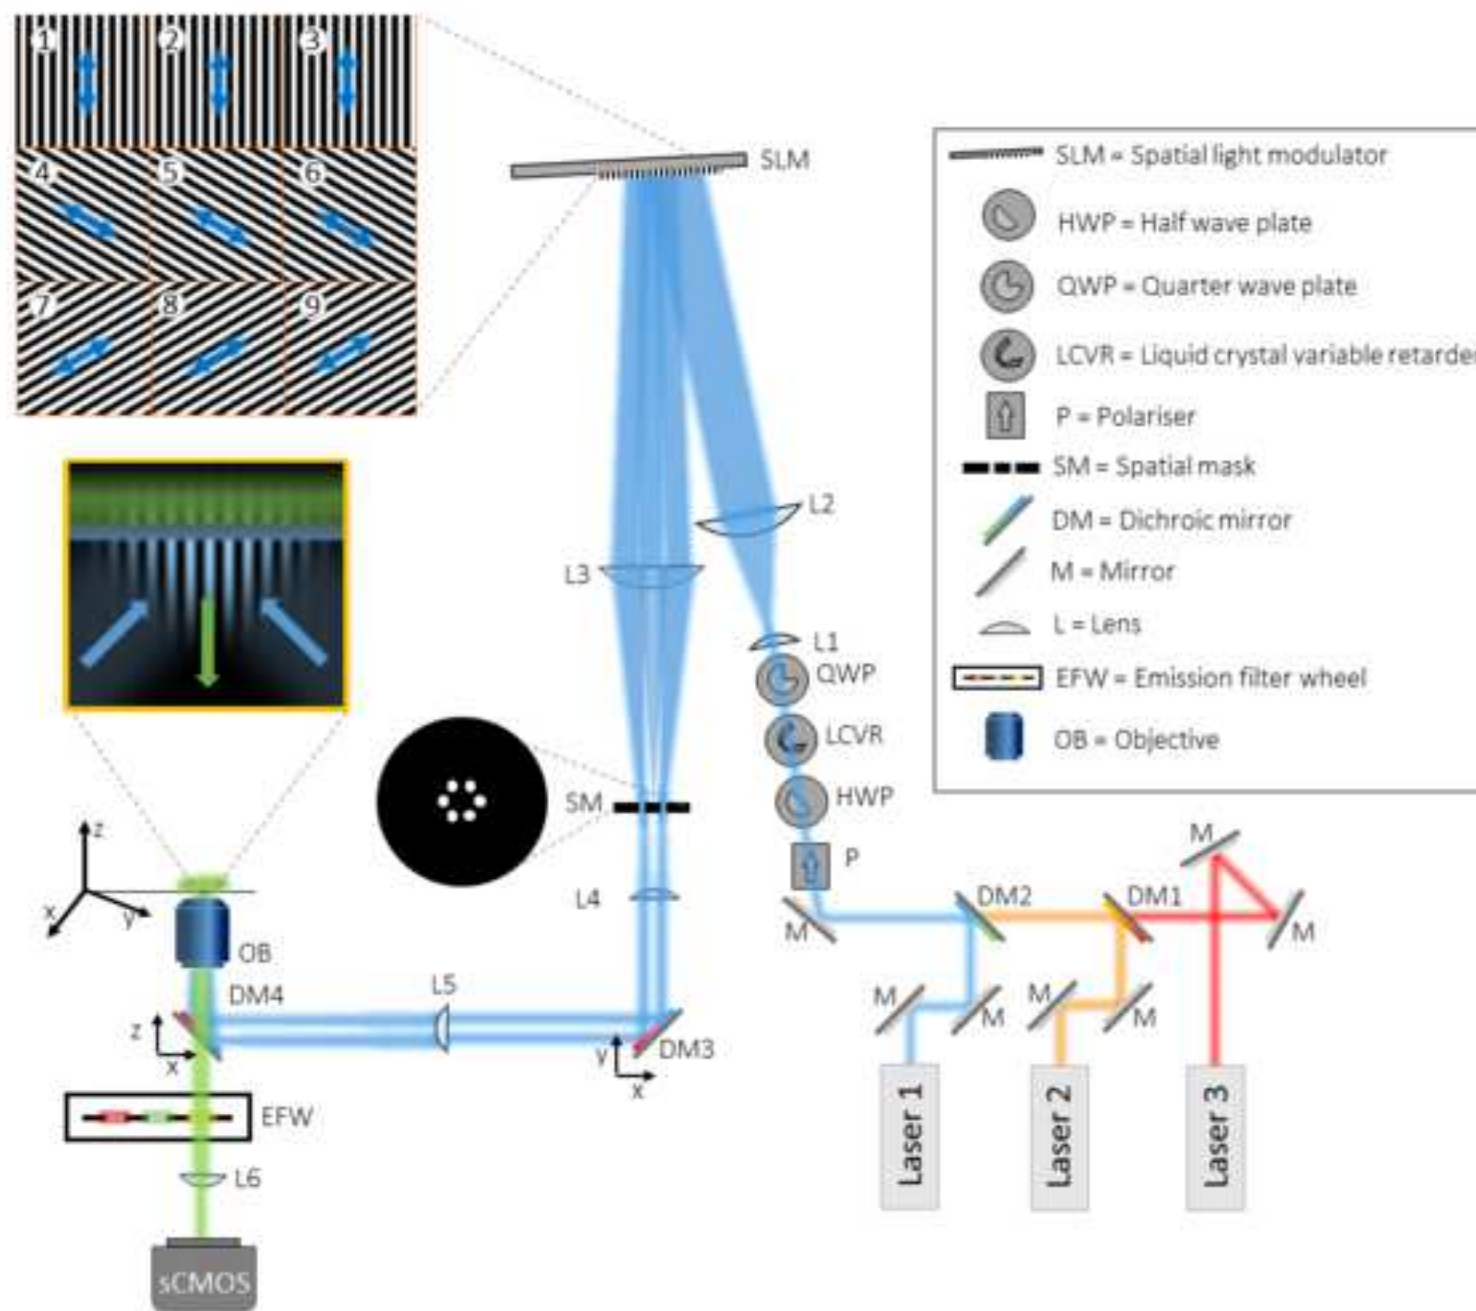 1 2 3
4 5 6
7 8 9
SLM
L2
L3
L1
QWP
LCVR
HWP
SM
P
L4
z
x
y
OB
DM4
z
x
L5
y
x
DM3
EFW
L6
sCMOS
M
DM2
DM1
M
M
M
M
M
M
Laser 1
Laser 2
Laser 3
SLM = Spatial light modulator
HWP = Half wave plate
QWP = Quarter wave plate
LCVR = Liquid crystal variable retarder
P = Polariser
SM = Spatial mask
DM = Dichroic mirror
M = Mirror
L = Lens
EFW = Emission filter wheel
OB = Objective